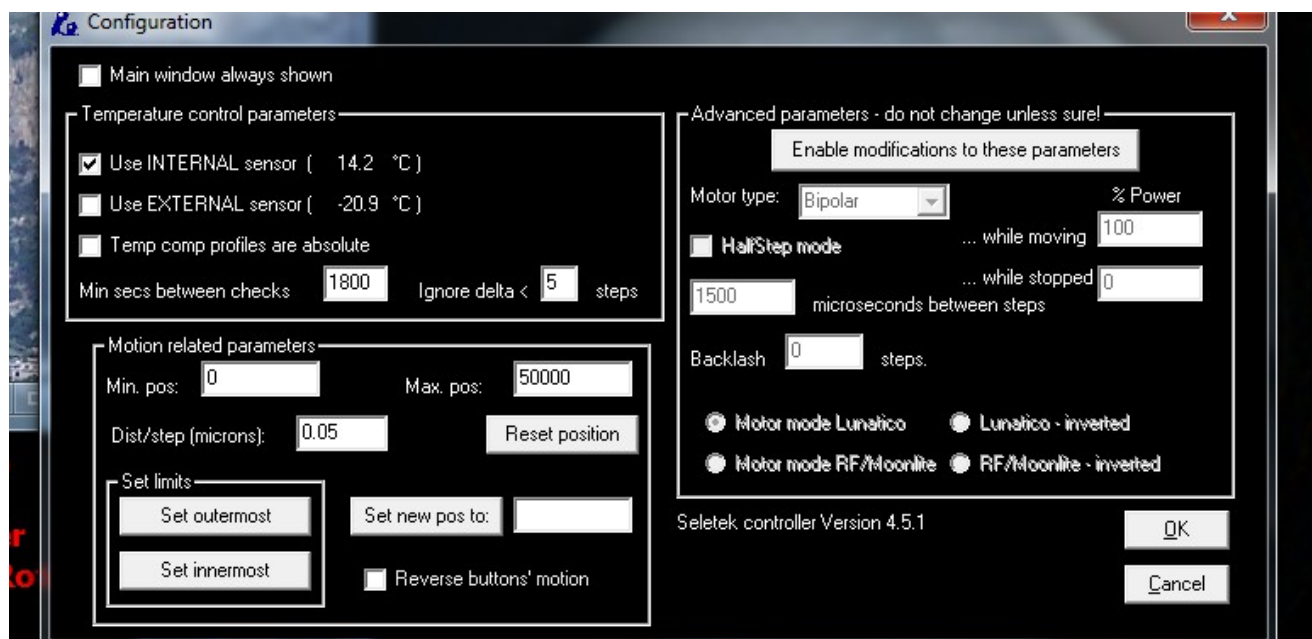 Configuration
Main window always shown
Temperature control parameters
Use INTERNAL sensor ( 14.2 °C )
Use EXTERNAL sensor ( -20.9 °C )
Temp comp profiles are absolute
Min secs between checks 1800 Ignore delta < 5 steps
Motion related parameters
Min. pos: 0 Max. pos: 50000
Dist/step (microns): 0.05 Reset position
Set limits
Set outermost Set new pos to:
Set innermost Reverse buttons' motion
Advanced parameters - do not change unless sure!
Enable modifications to these parameters
Motor type: Bipolar % Power
HalfStep mode ... while moving 100
... while stopped 0
1500 microseconds between steps
Backlash 0 steps.
Motor mode Lunatico Lunatico - inverted
Motor mode RF/Moonlite RF/Moonlite - inverted
Seletek controller Version 4.5.1
OK
Cancel